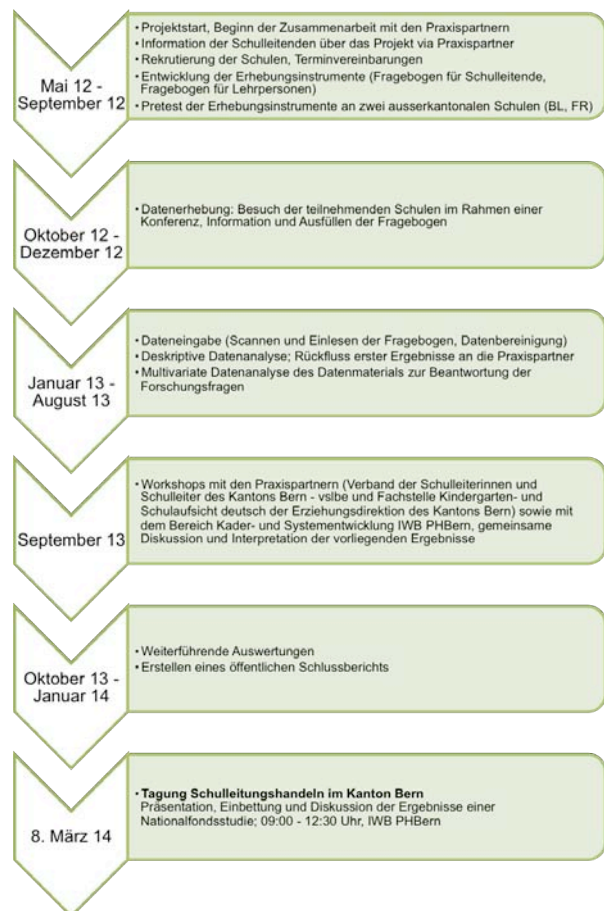 Mai 12 -
September 12
• Projektstart, Beginn der Zusammenarbeit mit den Praxispartnern
• Information der Schulleitenden über das Projekt via Praxispartner
• Rekrutierung der Schulen, Terminvereinbarungen
• Entwicklung der Erhebungsinstrumente (Fragebogen für Schulleitende,
Fragebogen für Lehrpersonen)
• Pretest der Erhebungsinstrumente an zwei ausserkantonalen Schulen (BL, FR)
Oktober 12 -
Dezember 12
• Datenerhebung: Besuch der teilnehmenden Schulen im Rahmen einer
Konferenz, Information und Ausfüllen der Fragebogen
Januar 13 -
August 13
• Dateneingabe (Scannen und Einlesen der Fragebogen, Datenbereinigung)
• Deskriptive Datenanalyse; Rückfluss erster Ergebnisse an die Praxispartner
• Multivariate Datenanalyse des Datenmaterials zur Beantwortung der
Forschungsfragen
September 13
• Workshops mit den Praxispartnern (Verband der Schulleiterinnen und
Schulleiter des Kantons Bern - vslbe und Fachstelle Kindergarten- und
Schulaufsicht deutsch der Erziehungsdirektion des Kantons Bern) sowie mit
dem Bereich Kader- und Systementwicklung IWB PHBern, gemeinsame
Diskussion und Interpretation der vorliegenden Ergebnisse
Oktober 13 -
Januar 14
• Weiterführende Auswertungen
• Erstellen eines öffentlichen Schlussberichts
8. März 14
• Tagung Schulleitungshandeln im Kanton Bern
Präsentation, Einbettung und Diskussion der Ergebnisse einer
Nationalfondsstudie; 09:00 - 12:30 Uhr, IWB PHBern